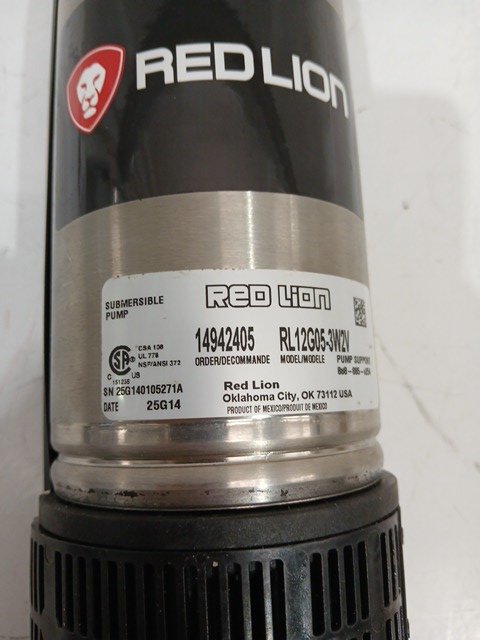 RED LION
SUBMERSIBLE
PUMP
RED LION
14942405
RL12G05-3W2V
ORDER/DECOMMANDE
MODEL/MODELE
PUMP SUPPORT
CSA 108
UL 778
NSF/ANSI 372
C US
151238
SN 25G140105271A
DATE 25G14
Red Lion
Oklahoma City, OK 73112 USA
PRODUCT OF MEXICO/PRODUIT DE MEXICO